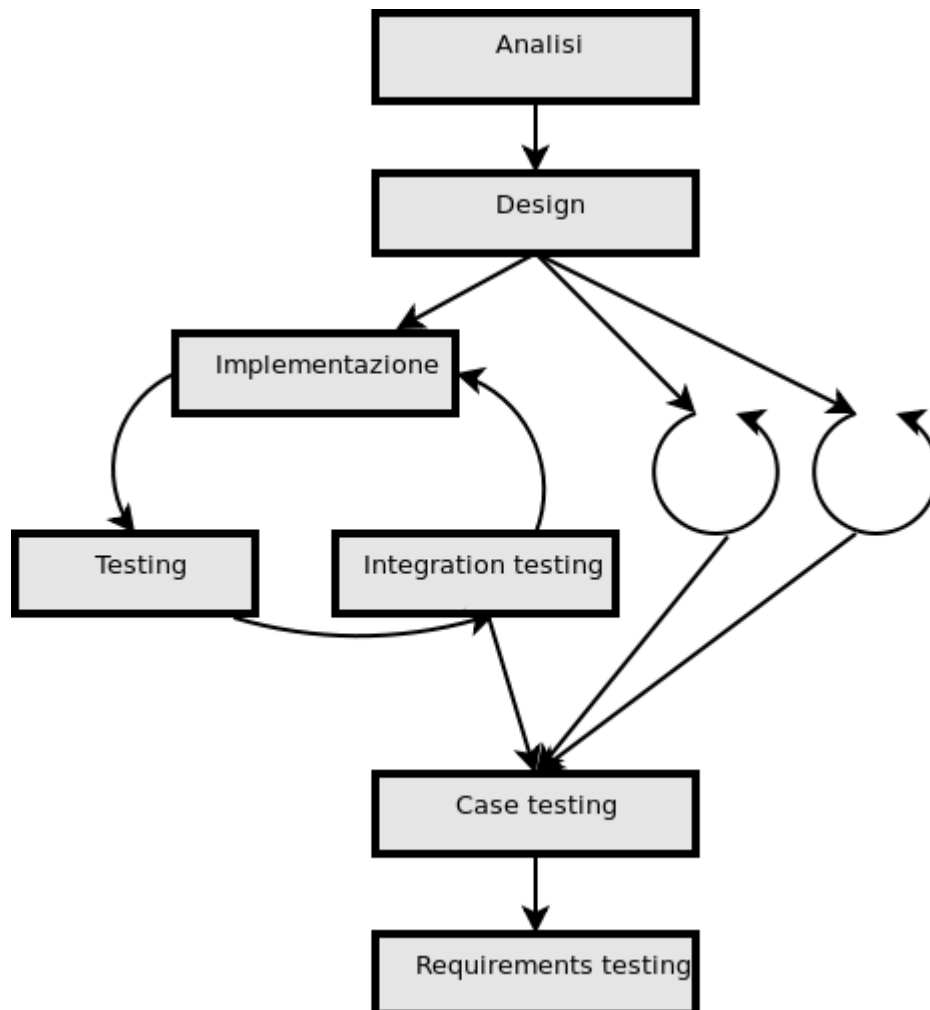 Analisi
Design
Implementazione
Testing
Integration testing
Case testing
Requirements testing